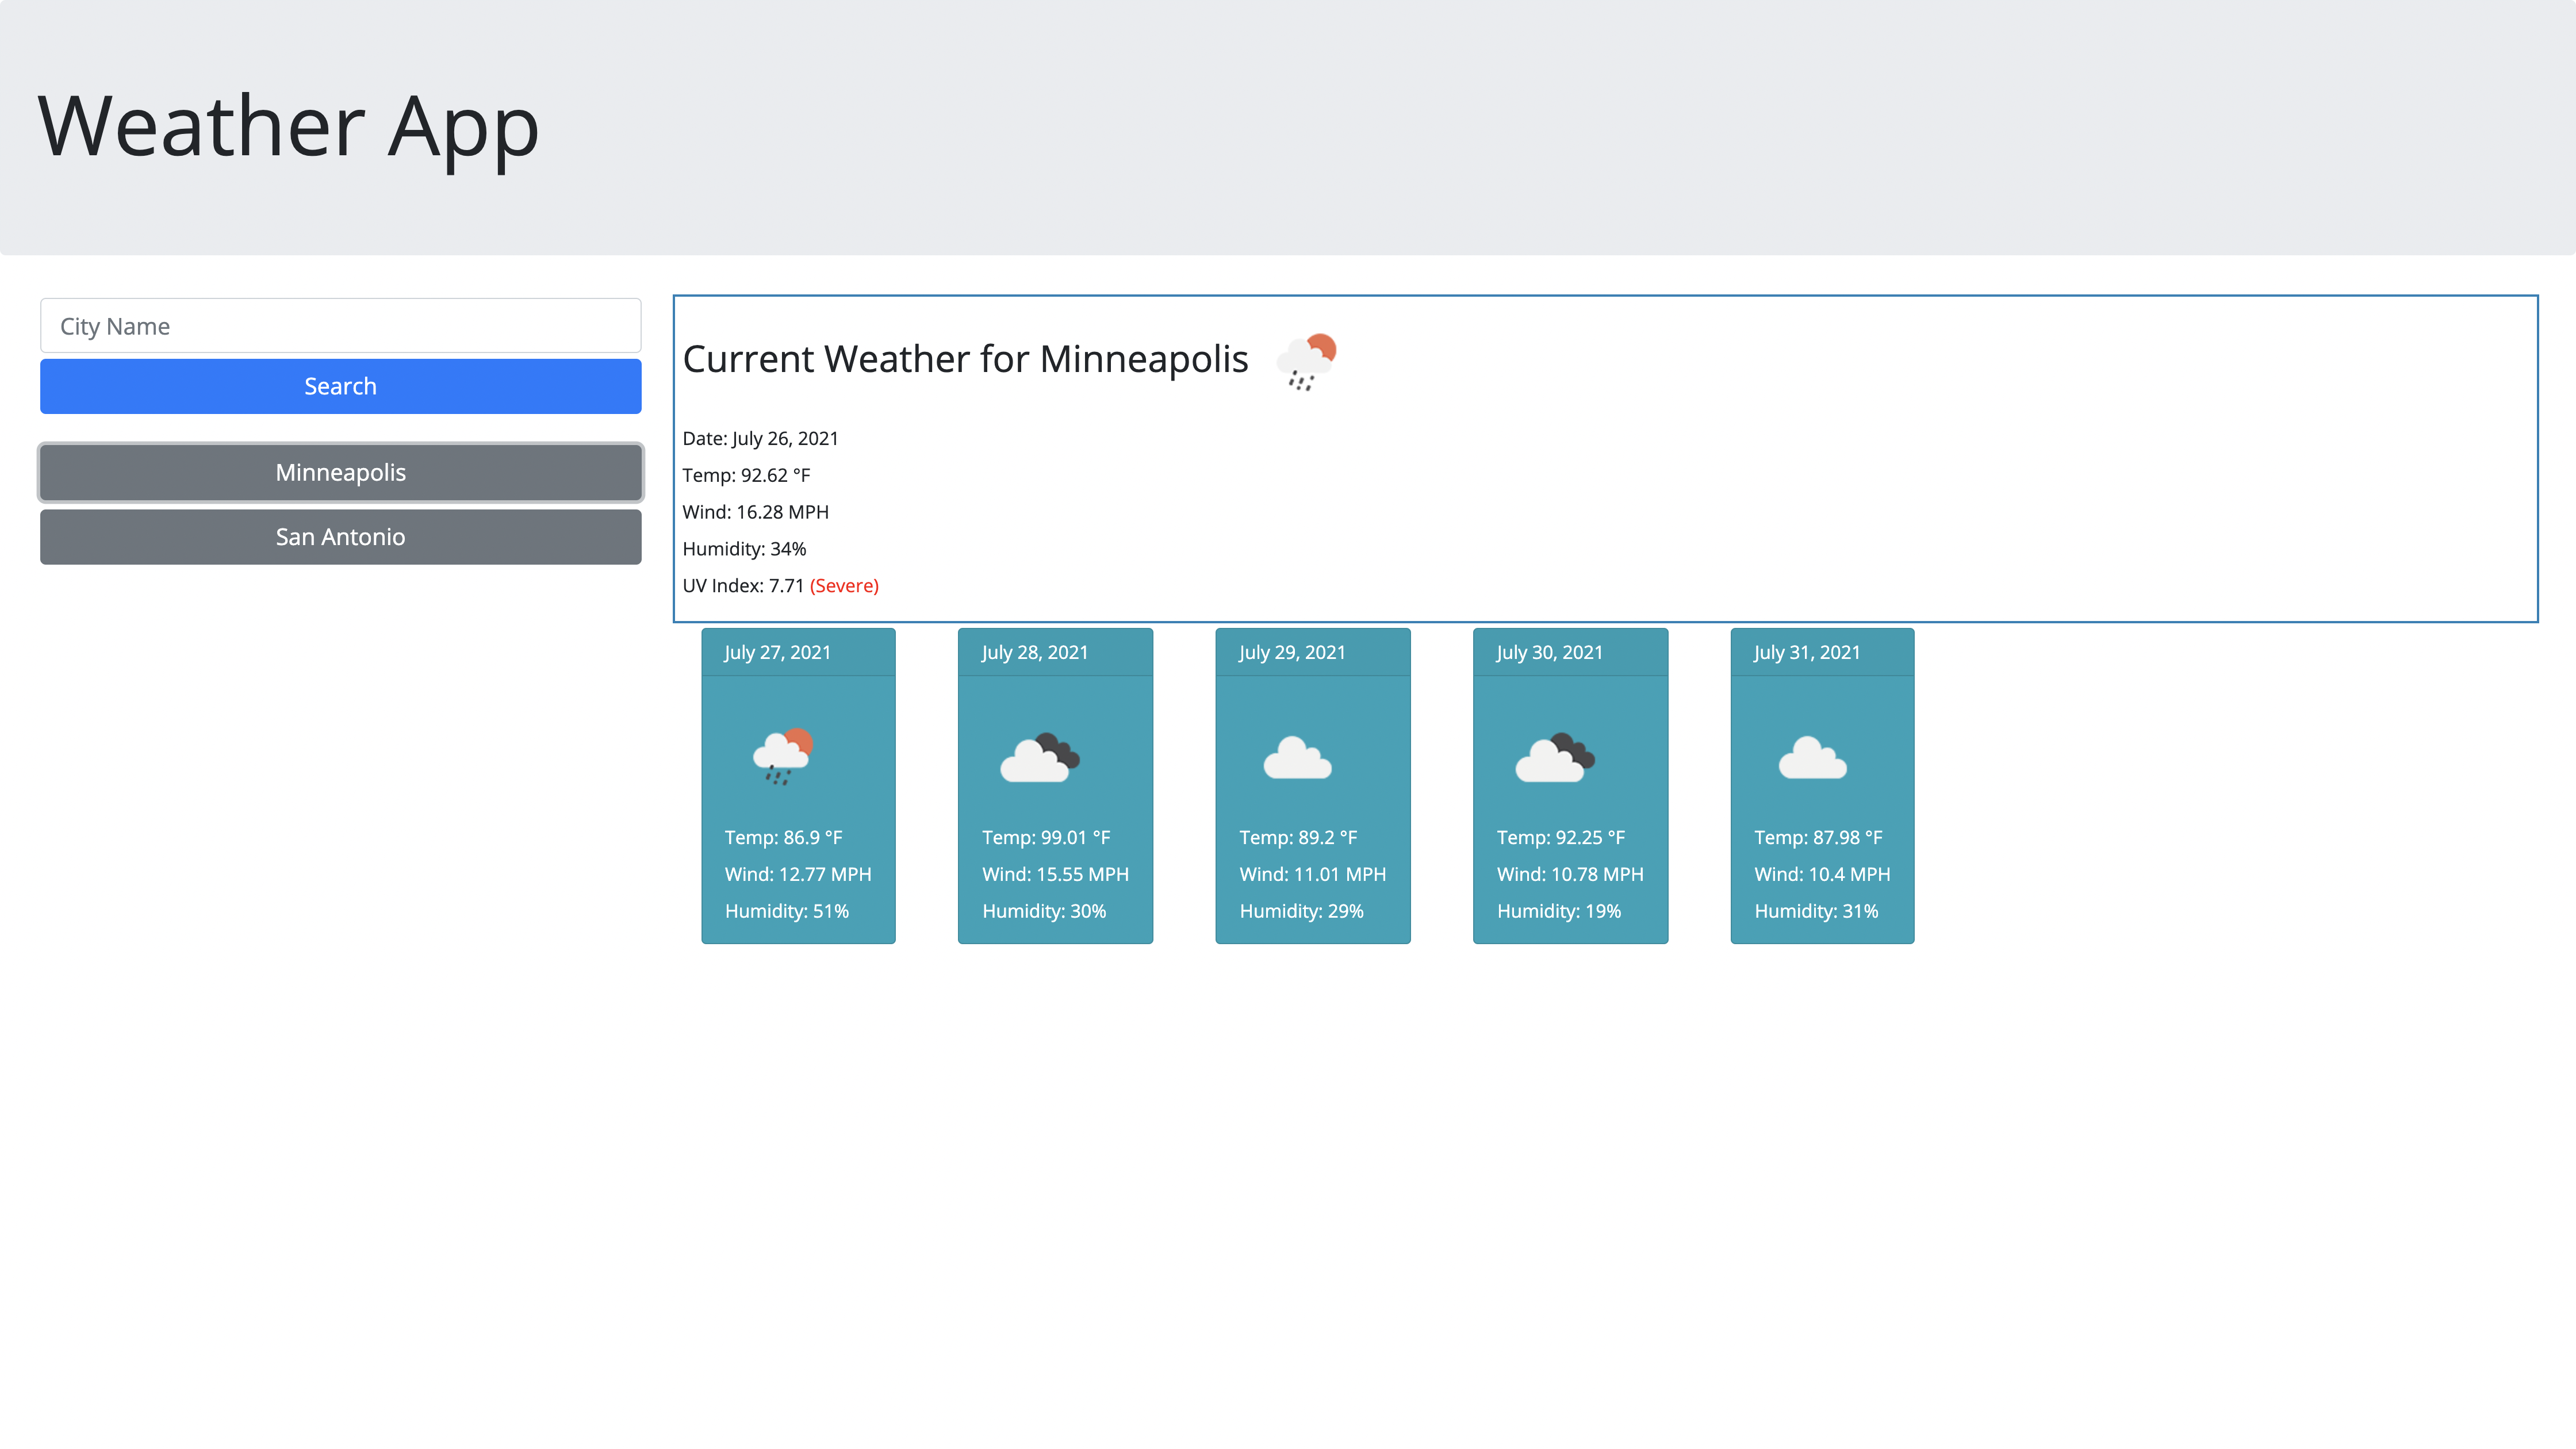 Weather App
City Name
Search
Minneapolis
San Antonio
Current Weather for Minneapolis
Date: July 26, 2021
Temp: 92.62 °F
Wind: 16.28 MPH
Humidity: 34%
UV Index: 7.71 (Severe)
July 27, 2021
Temp: 86.9 °F
Wind: 12.77 MPH
Humidity: 51%
July 28, 2021
Temp: 99.01 °F
Wind: 15.55 MPH
Humidity: 30%
July 29, 2021
Temp: 89.2 °F
Wind: 11.01 MPH
Humidity: 29%
July 30, 2021
Temp: 92.25 °F
Wind: 10.78 MPH
Humidity: 19%
July 31, 2021
Temp: 87.98 °F
Wind: 10.4 MPH
Humidity: 31%